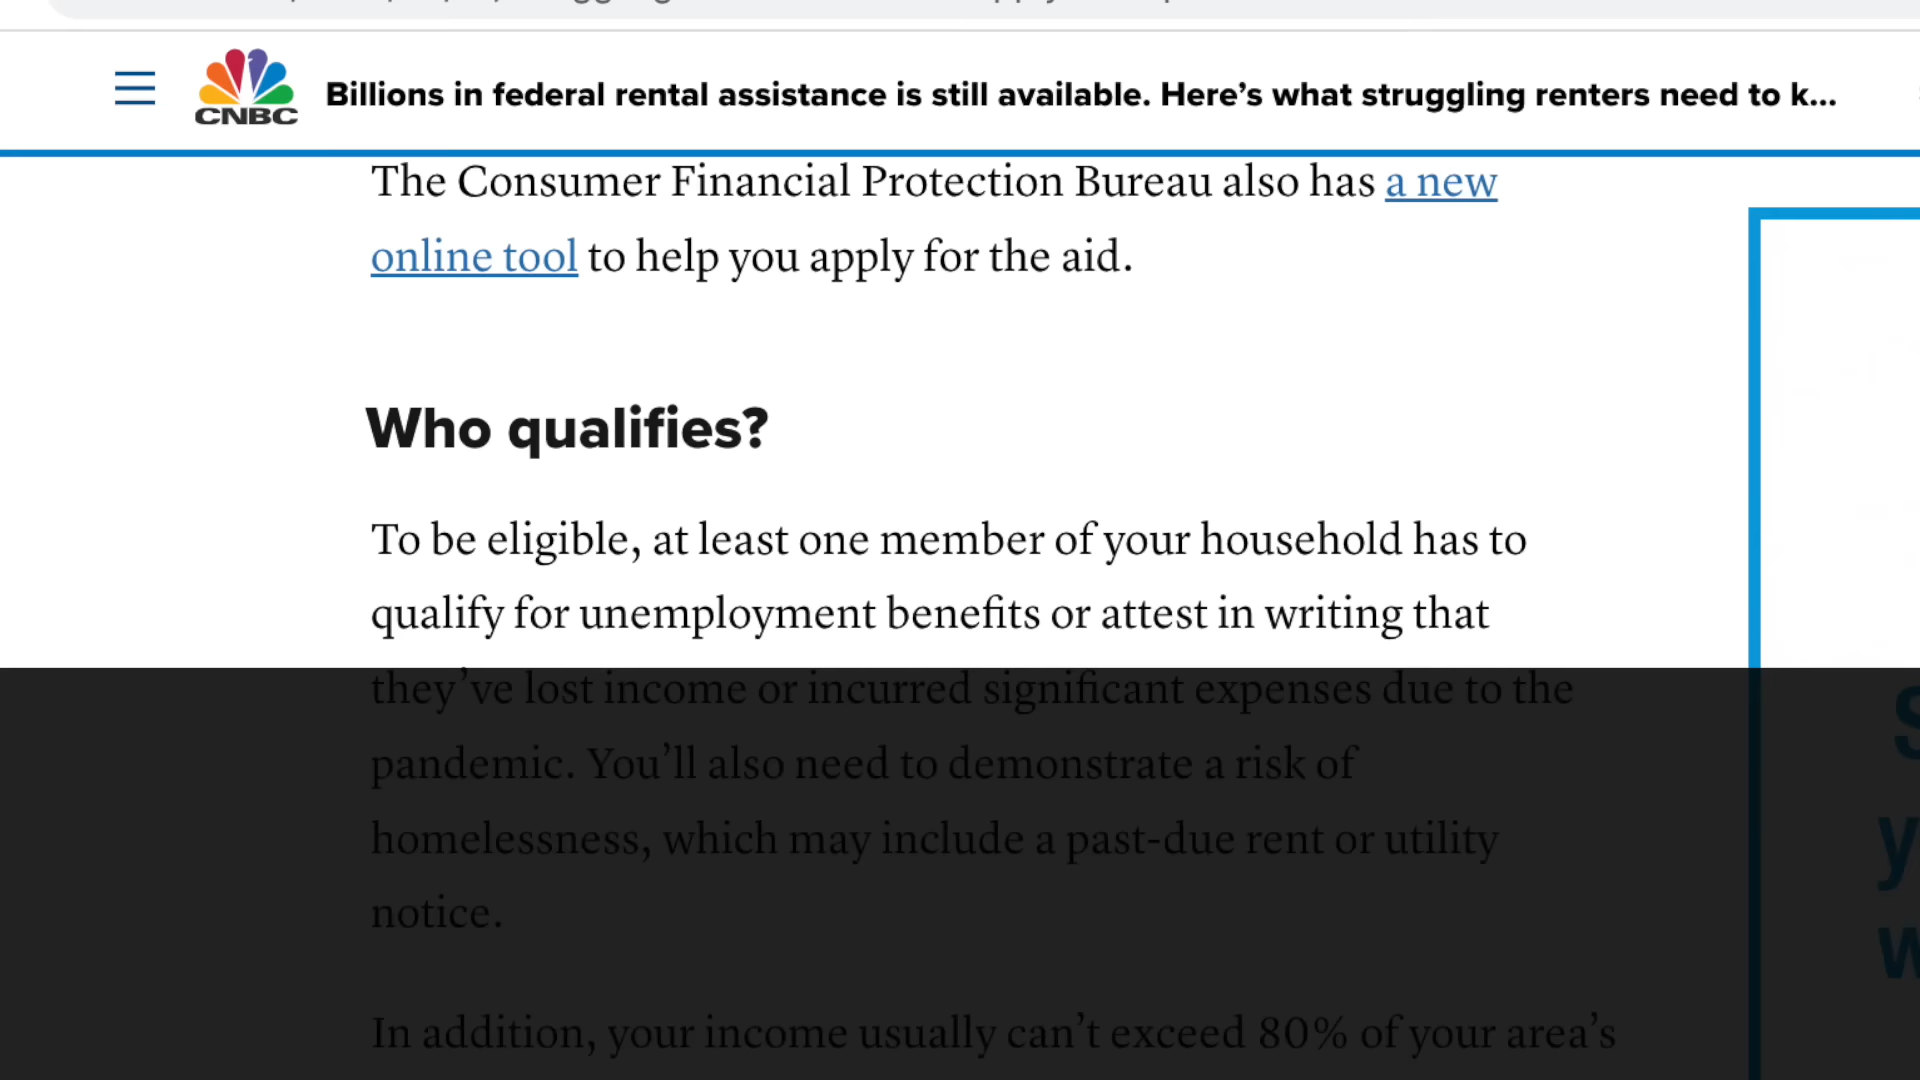 CNBC
Billions in federal rental assistance is still available. Here’s what struggling renters need to k...
The Consumer Financial Protection Bureau also has a new
online tool to help you apply for the aid.
Who qualifies?
To be eligible, at least one member of your household has to
qualify for unemployment benefits or attest in writing that
they’ve lost income or incurred significant expenses due to the
pandemic. You’ll also need to demonstrate a risk of
homelessness, which may include a past-due rent or utility
notice.
In addition, your income usually can’t exceed 80% of your area’s